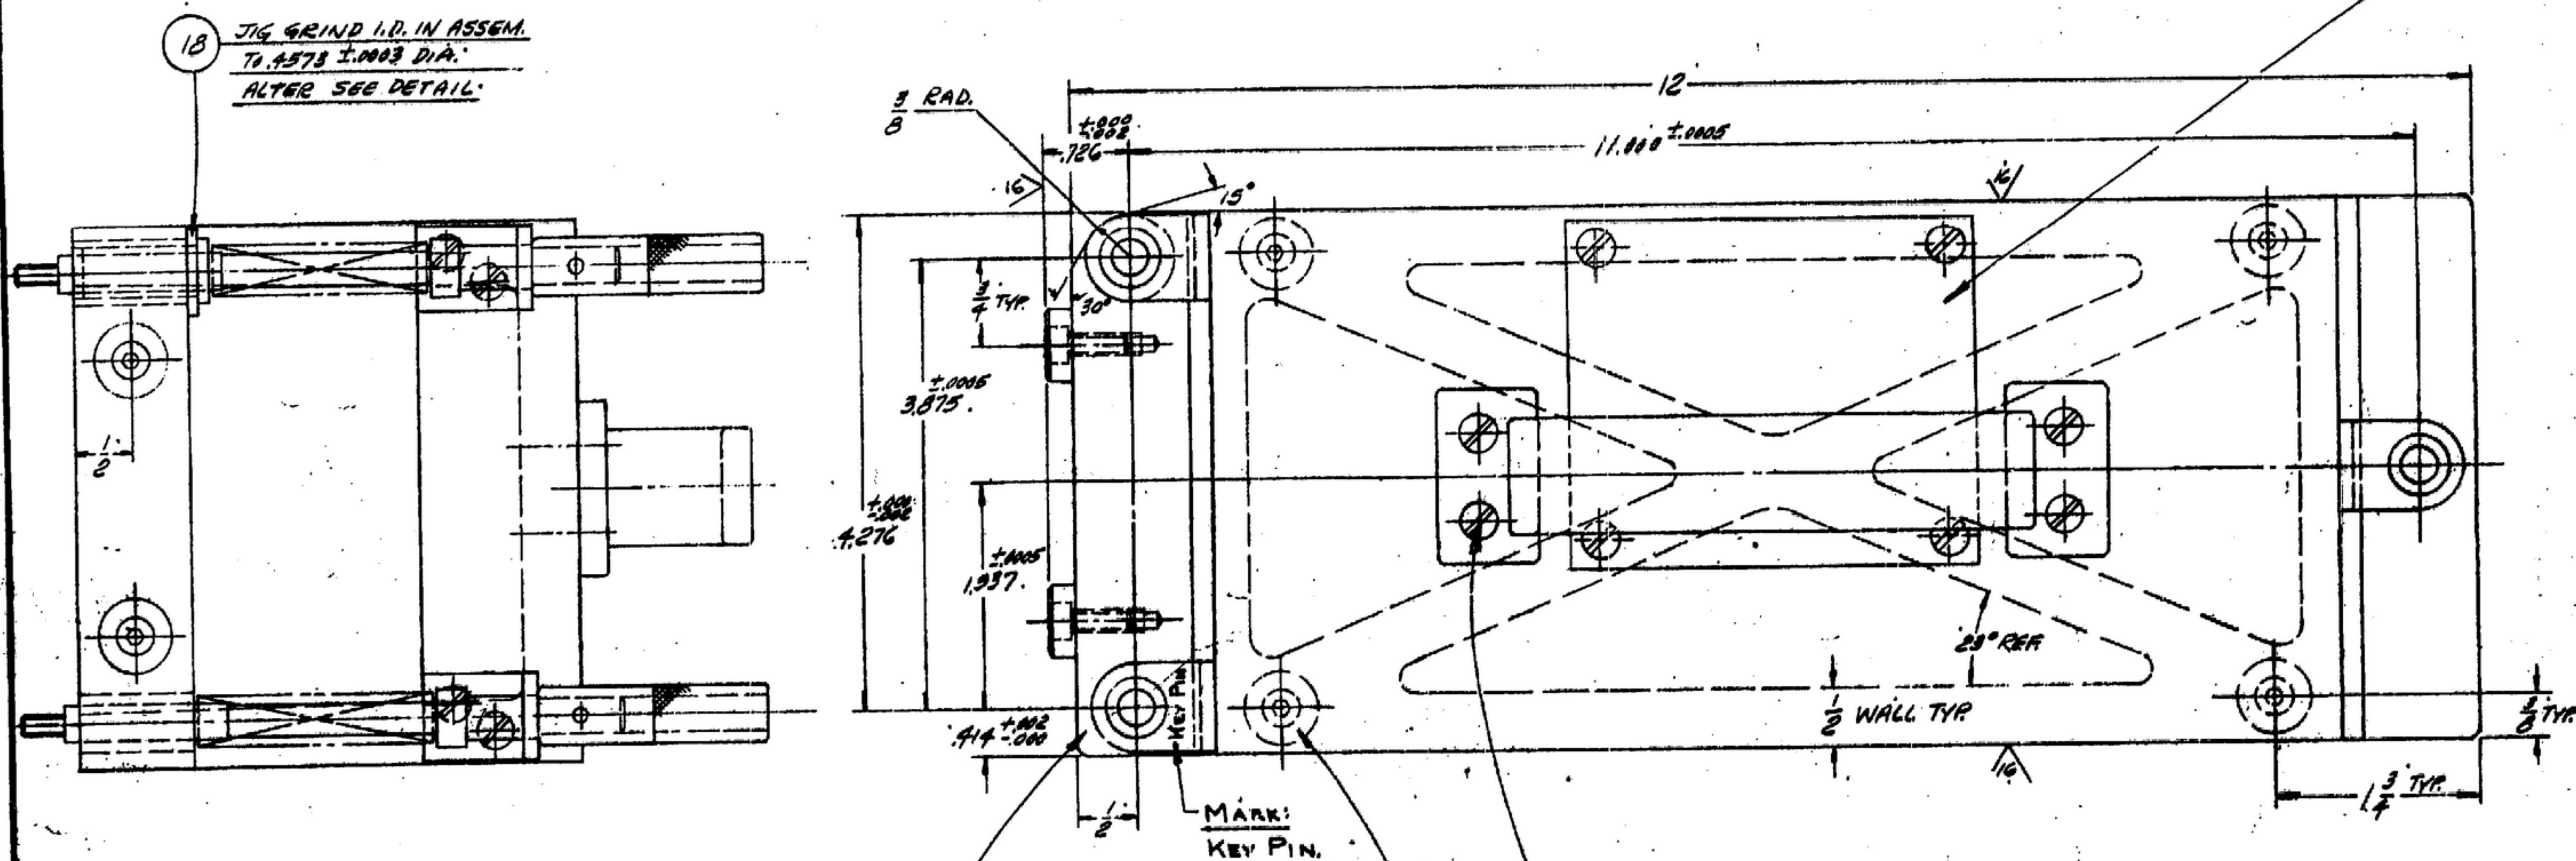 18
JIG GRIND I.D. IN ASSEM.
To .4573 ±.0003 DIA.
ALTER SEE DETAIL.
1/2
3/8 RAD.
12
+.000
-.002
.726
11.000 ±.0005
16
15°
16
3/4 TYP.
30°
±.0005
3.875
+.000
-.002
4.276
±.0005
1.937
.414 +.002
-.000
KEY PIN
1/2
MARK:
KEY PIN.
23° REF.
1/2 WALL TYP.
16
3/8 TYP.
1 3/4 TYP.